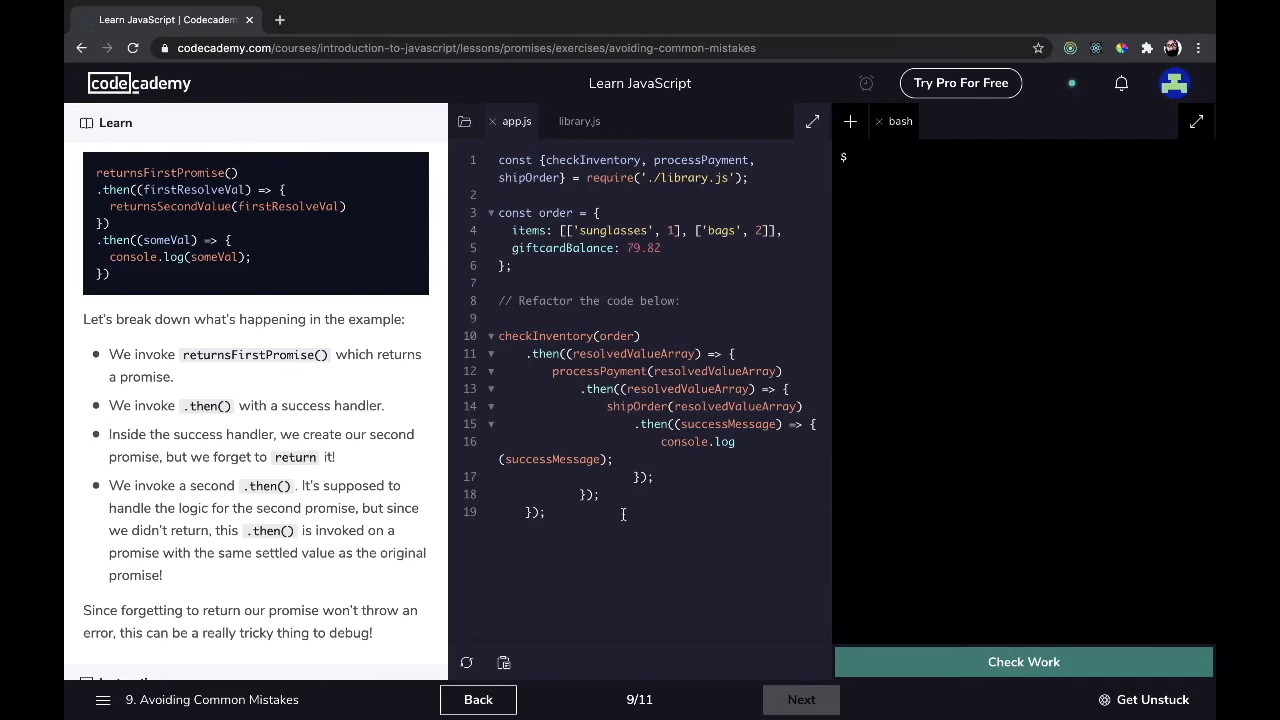 Learn JavaScript | Codecadem
codecademy.com/courses/introduction-to-javascript/lessons/promises/exercises/avoiding-common-mistakes
codecademy
Learn JavaScript
Try Pro For Free
Learn
returnsFirstPromise()
.then((firstResolveVal) => {
returnsSecondValue(firstResolveVal)
})
.then((someVal) => {
console.log(someVal);
})
Let's break down what's happening in the example:
We invoke returnsFirstPromise() which returns
a promise.
We invoke .then() with a success handler.
Inside the success handler, we create our second
promise, but we forget to return it!
We invoke a second .then(). It's supposed to
handle the logic for the second promise, but since
we didn't return, this .then() is invoked on a
promise with the same settled value as the original
promise!
Since forgetting to return our promise won't throw an
error, this can be a really tricky thing to debug!
app.js
library.js
1 const {checkInventory, processPayment,
shipOrder} = require('./library.js');
2
3 const order = {
4 items: [['sunglasses', 1], ['bags', 2]],
5 giftcardBalance: 79.82
6 };
7
8 // Refactor the code below:
9
10 checkInventory(order)
11 .then((resolvedValueArray) => {
12 processPayment(resolvedValueArray)
13 .then((resolvedValueArray) => {
14 shipOrder(resolvedValueArray)
15 .then((successMessage) => {
16 console.log
(successMessage);
17 });
18 });
19 });
bash
$
Check Work
9. Avoiding Common Mistakes
Back
9/11
Next
Get Unstuck